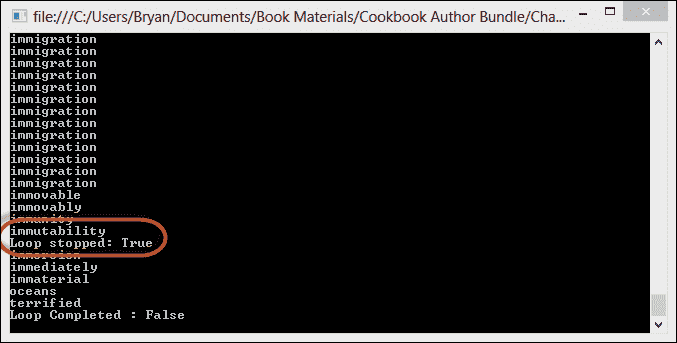 file:///C:/Users/Bryan/Documents/Book Materials/Cookbook Author Bundle/Cha...
immigration
immigration
immigration
immigration
immigration
immigration
immigration
immigration
immigration
immigration
immigration
immigration
immigration
immovable
immovably
immunity
immutability
Loop stopped: True
immersion
immediately
immaterial
oceans
terrified
Loop Completed : False